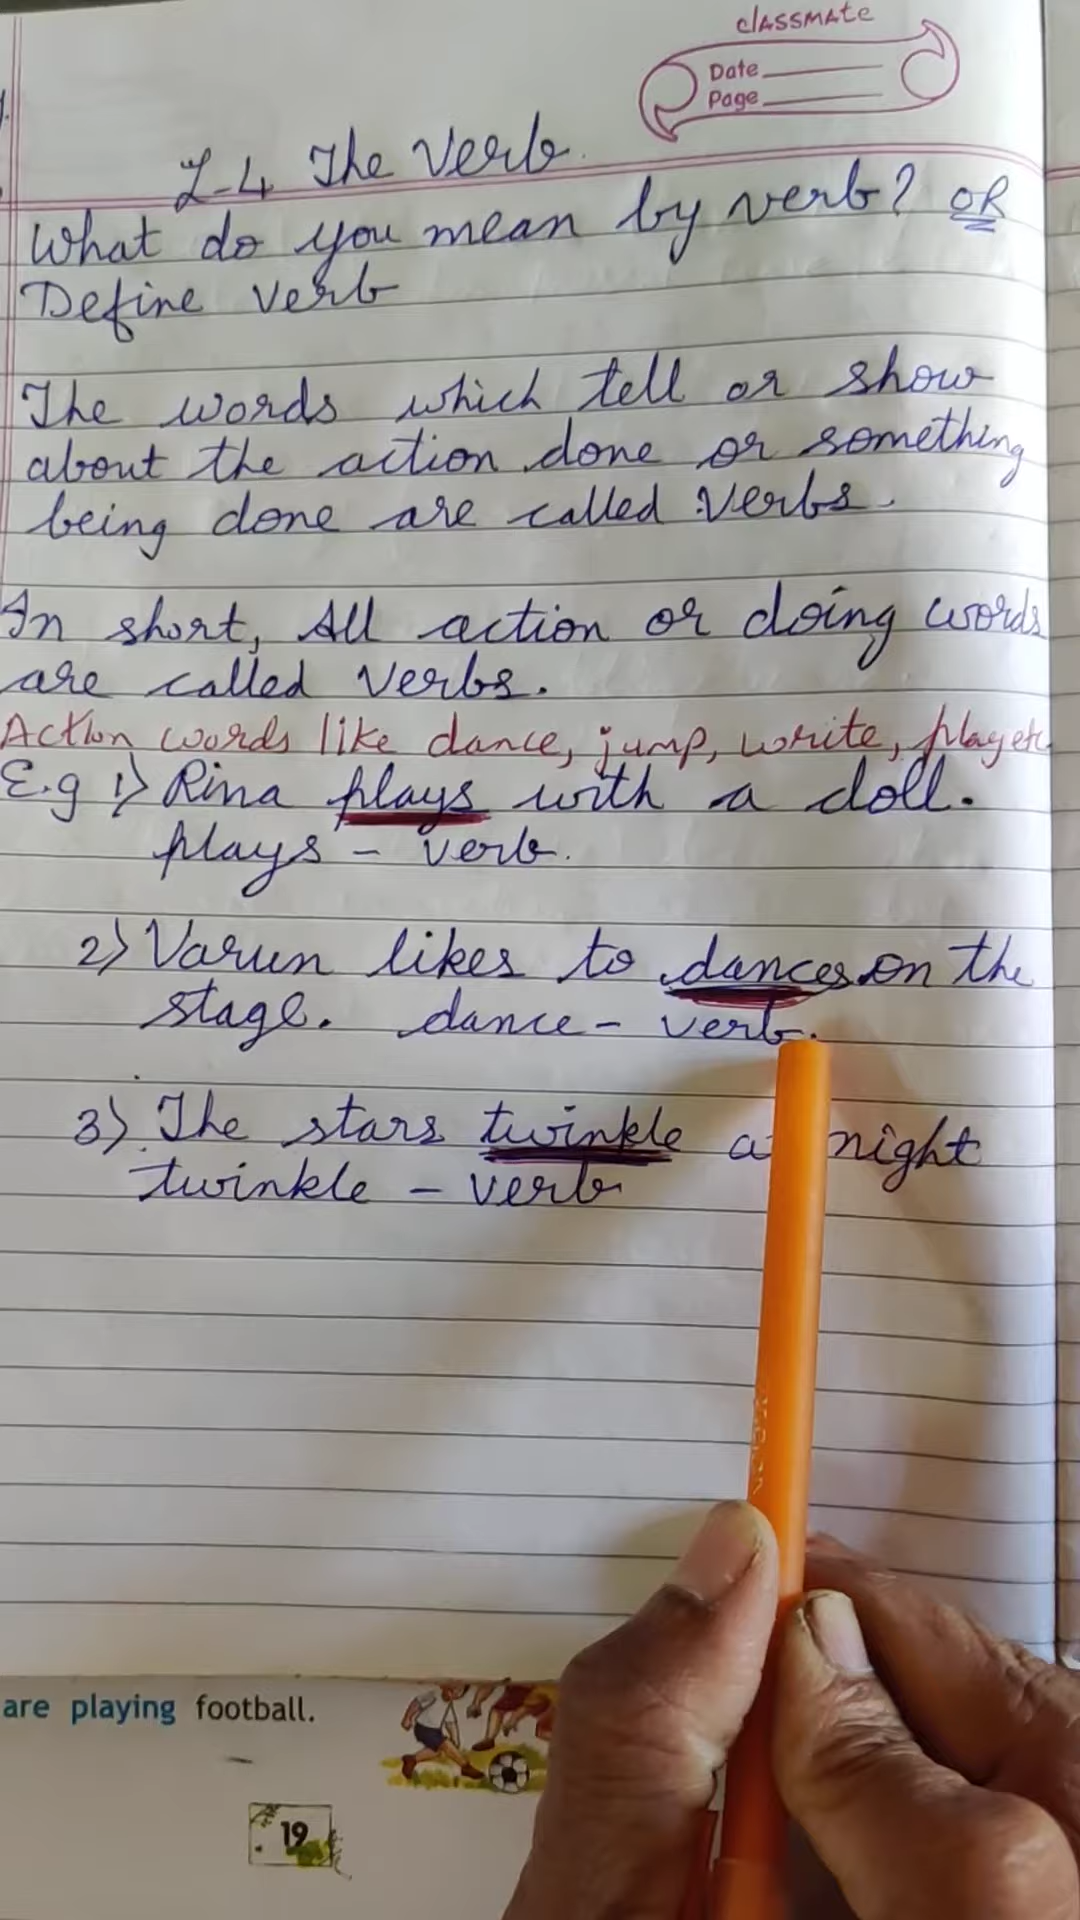 classmate
Date
Page
L-4 The Verb.
What do you mean by verb? OR
Define verb
The words which tell or show
about the action done or something
being done are called verbs.
In short, All action or doing words
are called verbs.
Action words like dance, jump, write, play etc
E.g 1) Rina plays with a doll.
plays - verb.
2) Varun likes to dances on the
stage. dance - verb.
3) The stars twinkle a night
twinkle - verb
are playing football.
19